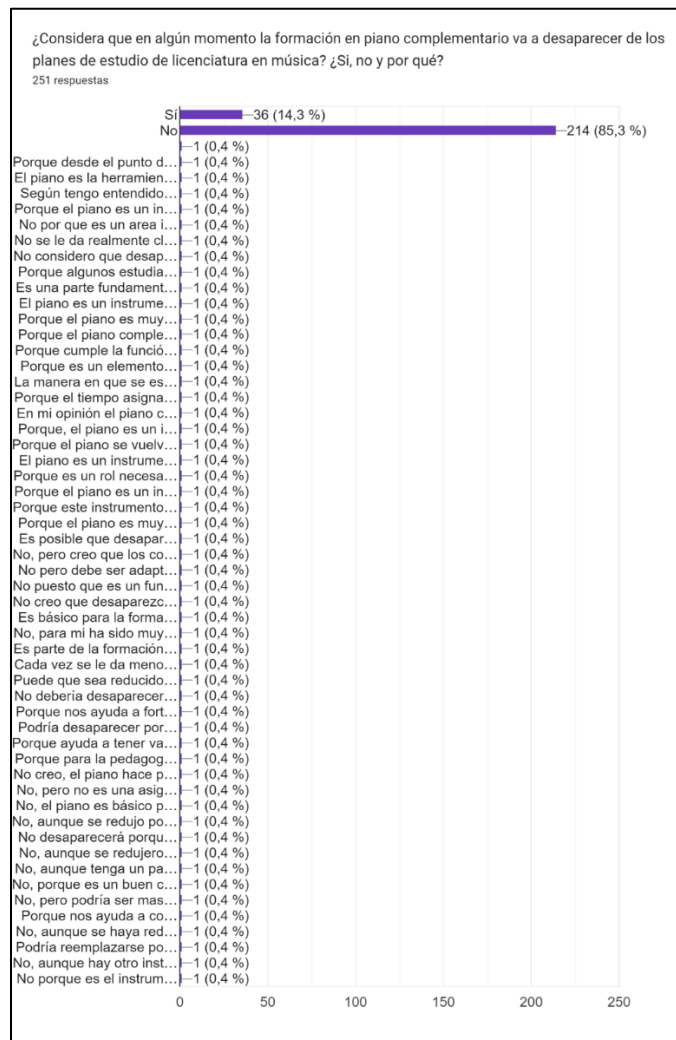 ¿Considera que en algún momento la formación en piano complementario va a desaparecer de los
planes de estudio de licenciatura en música? ¿Si, no y por qué?
251 respuestas
Sí 36 (14,3 %)
No 214 (85,3 %)
1 (0,4 %)
Porque desde el punto d... 1 (0,4 %)
El piano es la herramien... 1 (0,4 %)
Según tengo entendido... 1 (0,4 %)
Porque el piano es un in... 1 (0,4 %)
No por que es un area i... 1 (0,4 %)
No se le da realmente cl... 1 (0,4 %)
No considero que desap... 1 (0,4 %)
Porque algunos estudia... 1 (0,4 %)
Es una parte fundament... 1 (0,4 %)
El piano es un instrume... 1 (0,4 %)
Porque el piano es muy... 1 (0,4 %)
Porque el piano comple... 1 (0,4 %)
Porque cumple la funció... 1 (0,4 %)
Porque es un elemento... 1 (0,4 %)
La manera en que se es... 1 (0,4 %)
Porque el tiempo asigna... 1 (0,4 %)
En mi opinión el piano c... 1 (0,4 %)
Porque, el piano es un i... 1 (0,4 %)
Porque el piano se vuelv... 1 (0,4 %)
El piano es un instrume... 1 (0,4 %)
Porque es un rol necesa... 1 (0,4 %)
Porque el piano es un in... 1 (0,4 %)
Porque este instrumento... 1 (0,4 %)
Porque el piano es muy... 1 (0,4 %)
Es posible que desapar... 1 (0,4 %)
No, pero creo que los co... 1 (0,4 %)
No pero debe ser adapt... 1 (0,4 %)
No puesto que es un fun... 1 (0,4 %)
No creo que desaparezc... 1 (0,4 %)
Es básico para la forma... 1 (0,4 %)
No, para mi ha sido muy... 1 (0,4 %)
Es parte de la formación... 1 (0,4 %)
Cada vez se le da meno... 1 (0,4 %)
Puede que sea reducido... 1 (0,4 %)
No debería desaparecer... 1 (0,4 %)
Porque nos ayuda a fort... 1 (0,4 %)
Podría desaparecer por... 1 (0,4 %)
Porque ayuda a tener va... 1 (0,4 %)
Porque para la pedagog... 1 (0,4 %)
No creo, el piano hace p... 1 (0,4 %)
No, pero no es una asig... 1 (0,4 %)
No, el piano es básico p... 1 (0,4 %)
No, aunque se redujo po... 1 (0,4 %)
No desaparecerá porqu... 1 (0,4 %)
No, aunque se redujero... 1 (0,4 %)
No, aunque tenga un pa... 1 (0,4 %)
No, porque es un buen c... 1 (0,4 %)
No, pero podría ser mas... 1 (0,4 %)
Porque nos ayuda a co... 1 (0,4 %)
No, aunque se haya red... 1 (0,4 %)
Podría reemplazarse po... 1 (0,4 %)
No, aunque hay otro inst... 1 (0,4 %)
No porque es el instrum... 1 (0,4 %)
0 50 100 150 200 250